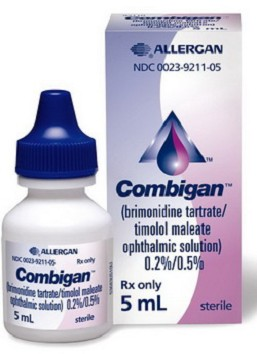 ALLERGAN
NDC 0023-9211-05
Combigan™
(brimonidine tartrate/
timolol maleate
ophthalmic solution)
0.2%/0.5%
Rx only
5 mL
sterile
ALLERGAN
NDC 0023-9211-05
Combigan™
(brimonidine tartrate/timolol maleate
ophthalmic solution) 0.2%/0.5%
Rx only
5 mL
sterile